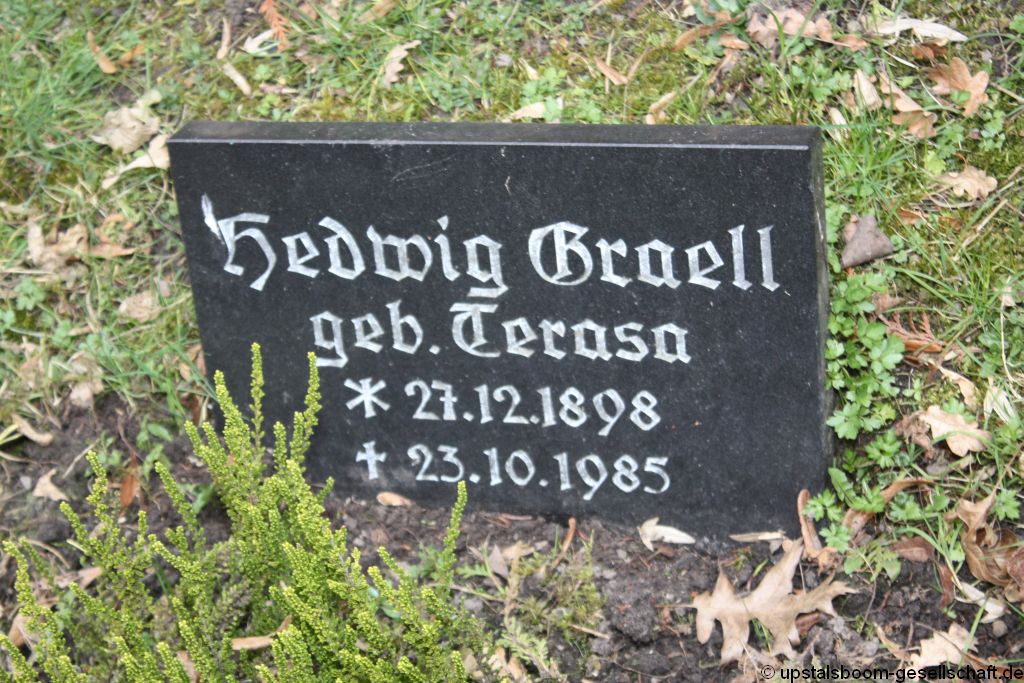 Hedwig Graell
geb. Terasa
* 27.12.1898
† 23.10.1985
© upstalsboom-gesellschaft.de